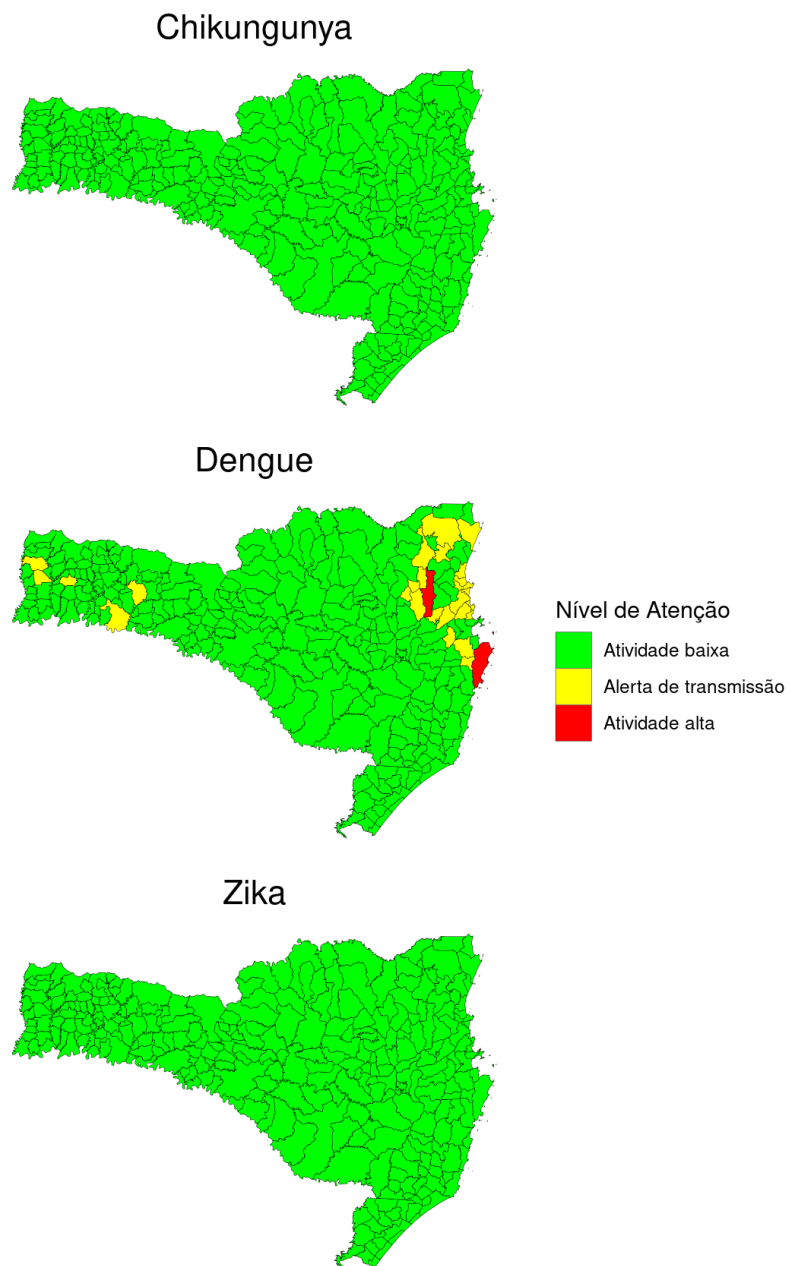 Chikungunya
Dengue
Nível de Atenção
Atividade baixa
Alerta de transmissão
Atividade alta
Zika